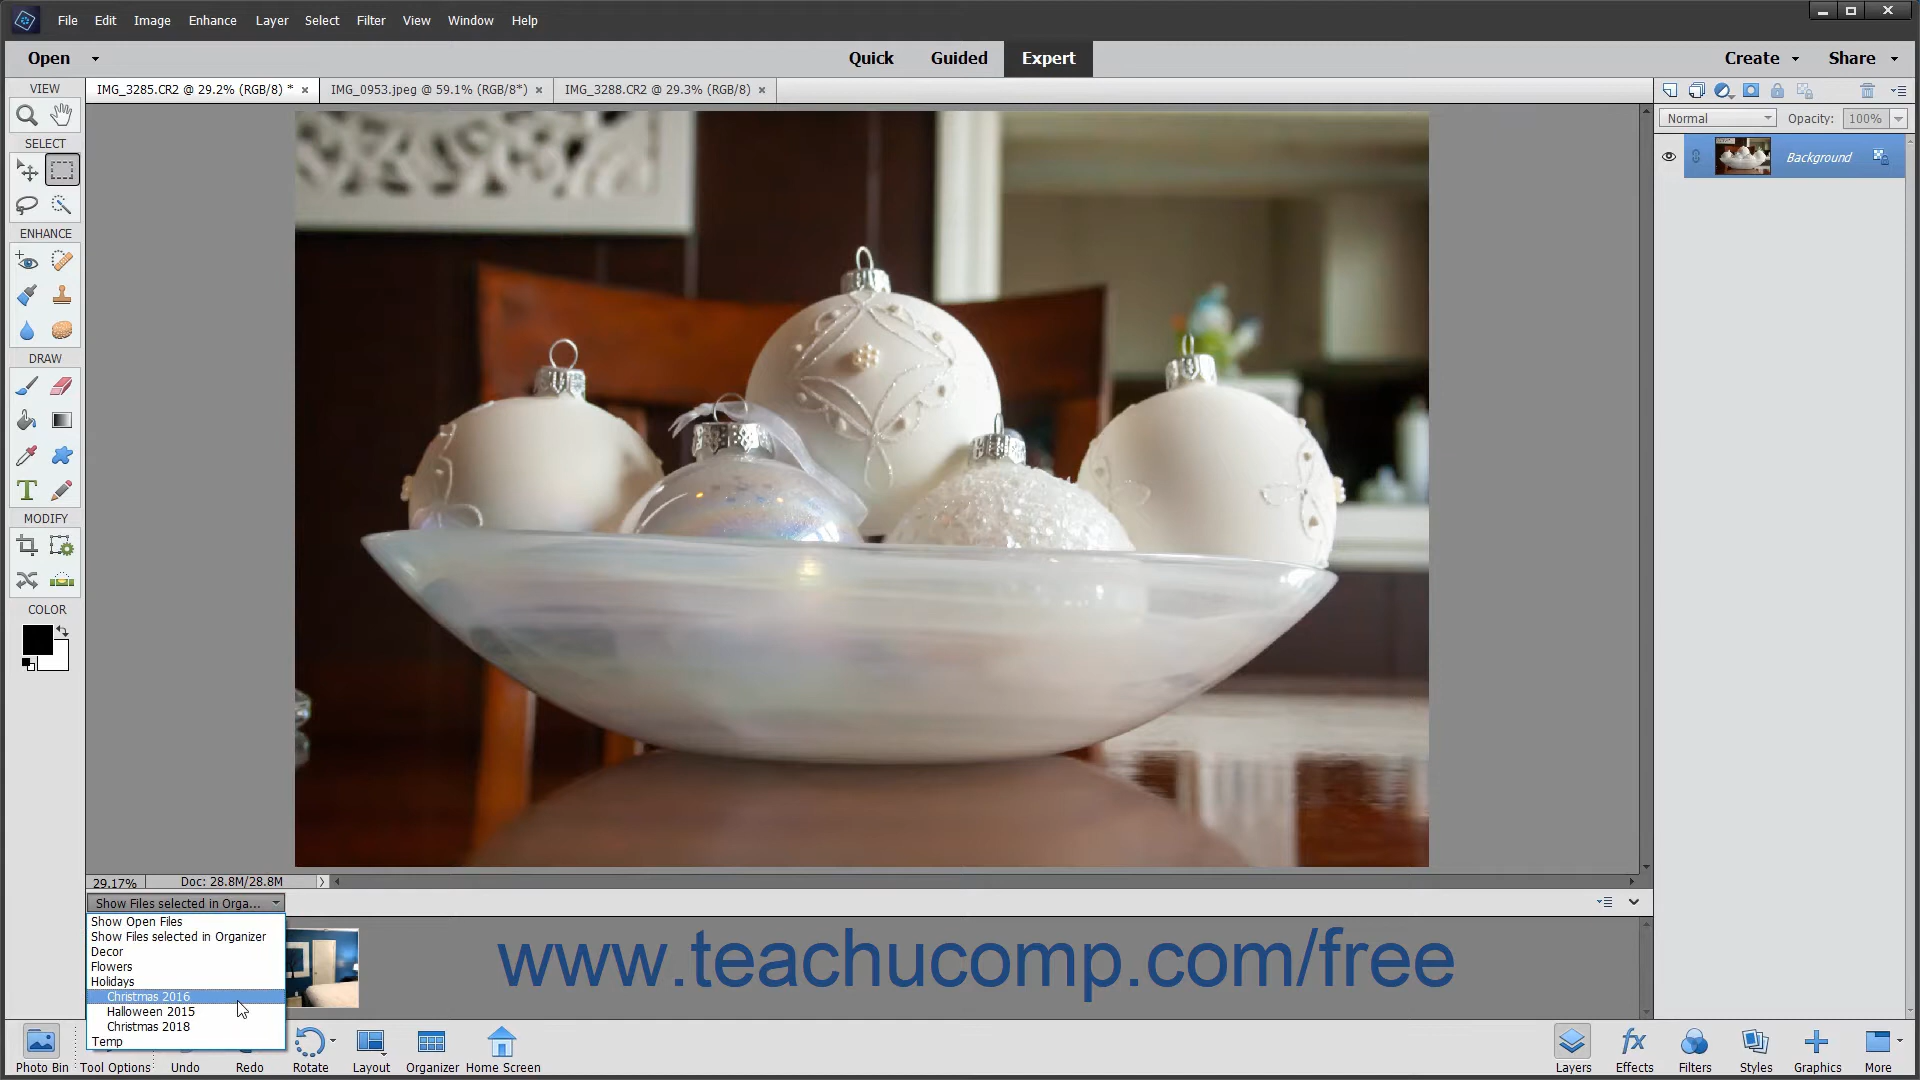 File Edit Image Enhance Layer Select Filter View Window Help
Open Quick Guided Expert Create Share
VIEW IMG_3285.CR2 @ 29.2% (RGB/8) * × IMG_0953.jpeg @ 59.1% (RGB/8*) × IMG_3288.CR2 @ 29.3% (RGB/8) ×
Normal Opacity: 100%
SELECT
Background
ENHANCE
DRAW
T
MODIFY
COLOR
29.17% Doc: 28.8M/28.8M
Show Files selected in Orga...
Show Open Files
Show Files selected in Organizer
Decor
Flowers
Holidays
Christmas 2016
Halloween 2015
Christmas 2018
Temp
www.teachucomp.com/free
fx
Photo Bin Tool Options Undo Redo Rotate Layout Organizer Home Screen Layers Effects Filters Styles Graphics More